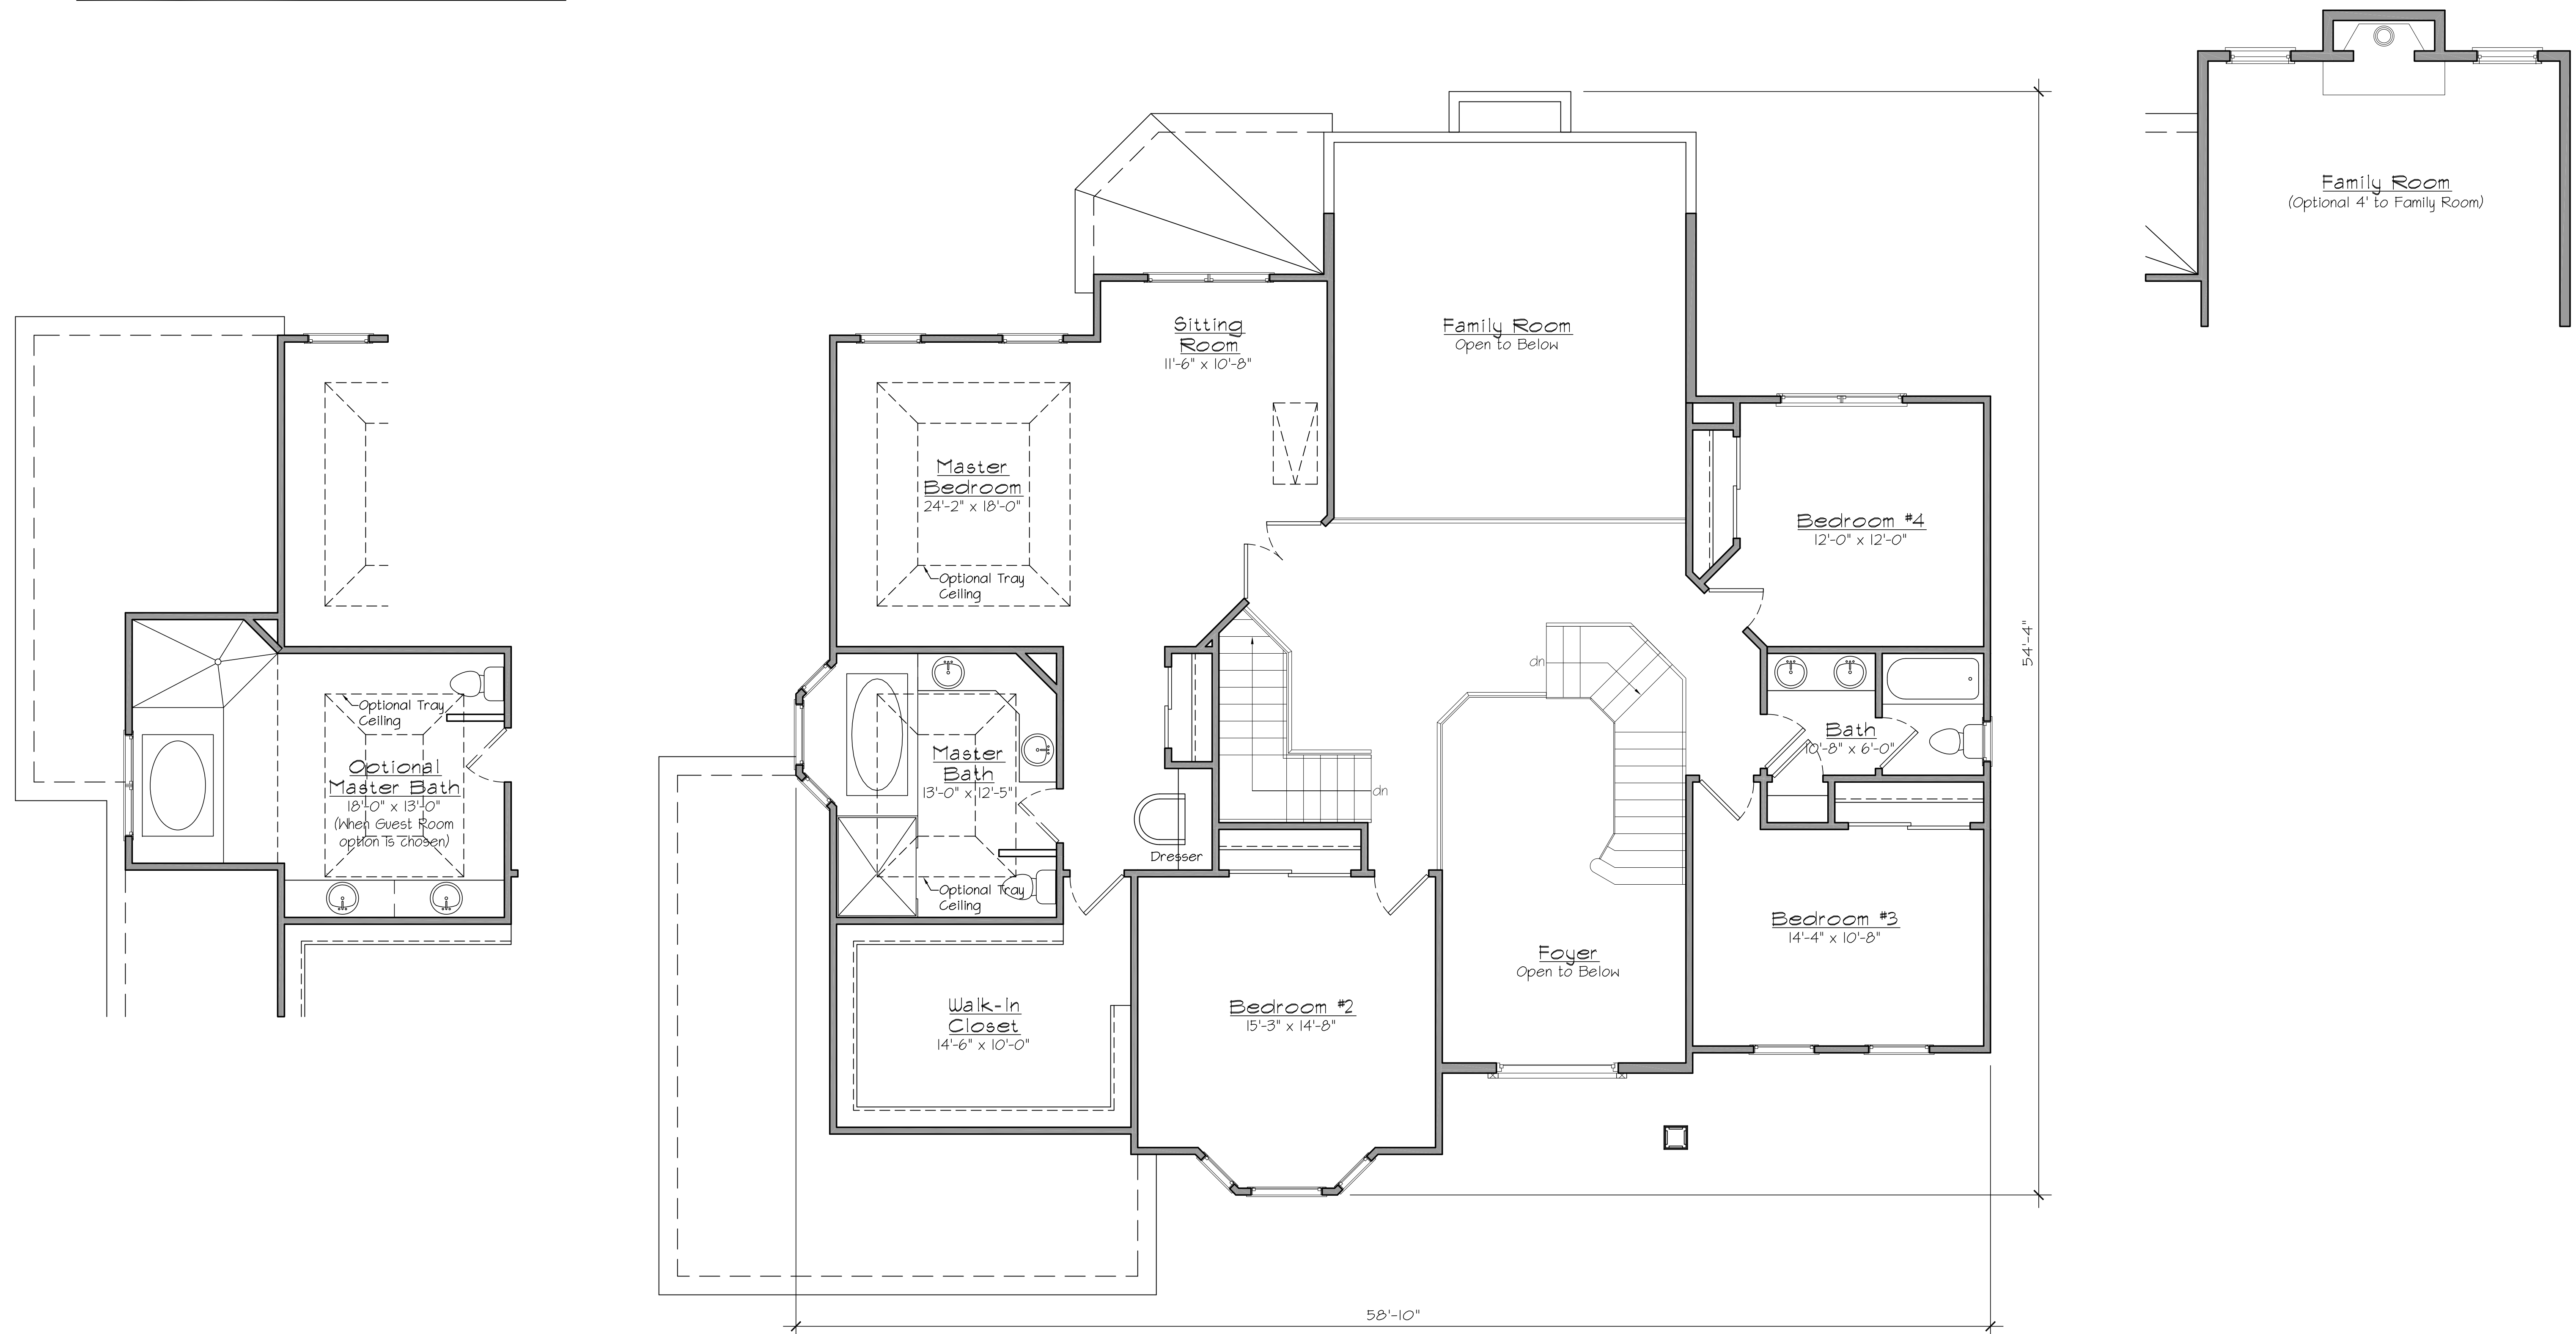 Family Room
(Optional 4' to Family Room)
Sitting
Room
11'-6" x 10'-8"
Family Room
Open to Below
Master
Bedroom
24'-2" x 18'-0"
Optional Tray
Ceiling
Bedroom #4
12'-0" x 12'-0"
54'-4"
dn
dn
Optional Tray
Ceiling
Optional
Master Bath
18'-0" x 13'-0"
(When Guest Room
option is chosen)
Master
Bath
13'-0" x 12'-5"
Optional Tray
Ceiling
Dresser
Bath
10'-8" x 6'-0"
Bedroom #3
14'-4" x 10'-8"
Foyer
Open to Below
Walk-In
Closet
14'-6" x 10'-0"
Bedroom #2
15'-3" x 14'-8"
58'-10"